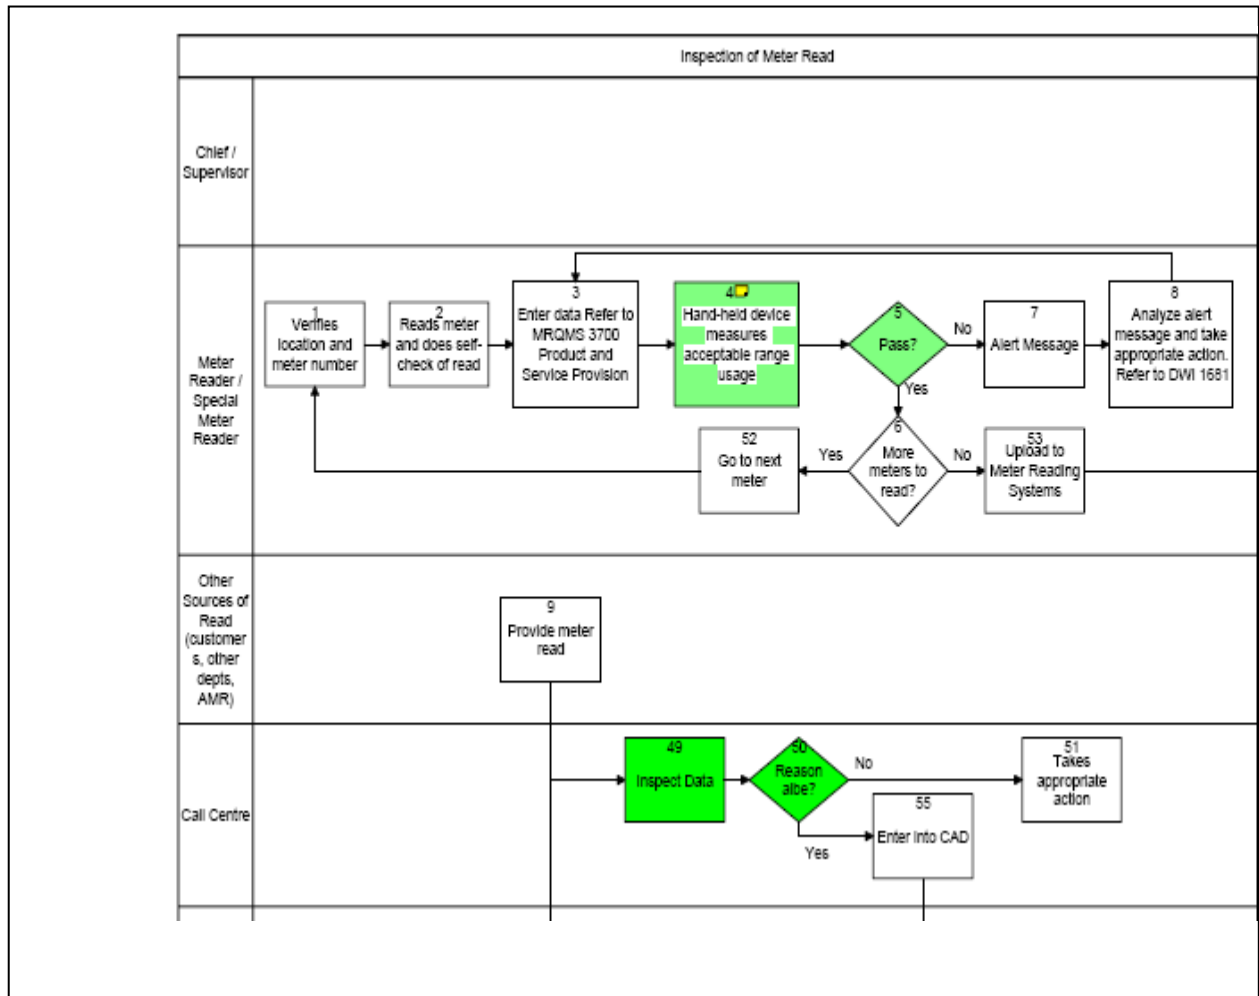 Inspection of Meter Read
Chief /
Supervisor
Meter
Reader /
Special
Meter
Reader
1
Verifies
location and
meter number
2
Reads meter
and does self-
check of read
3
Enter data Refer to
MRQMS 3700
Product and
Service Provision
4
Hand-held device
measures
acceptable range
usage
5
Pass?
No
Yes
7
Alert Message
8
Analyze alert
message and take
appropriate action.
Refer to DWI 1681
52
Go to next
meter
Yes
6
More
meters to
read?
No
53
Upload to
Meter Reading
Systems
Other
Sources of
Read
(customer
s, other
depts,
AMR)
9
Provide meter
read
Call Centre
49
Inspect Data
50
Reason
albe?
No
Yes
51
Takes
appropriate
action
55
Enter into CAD